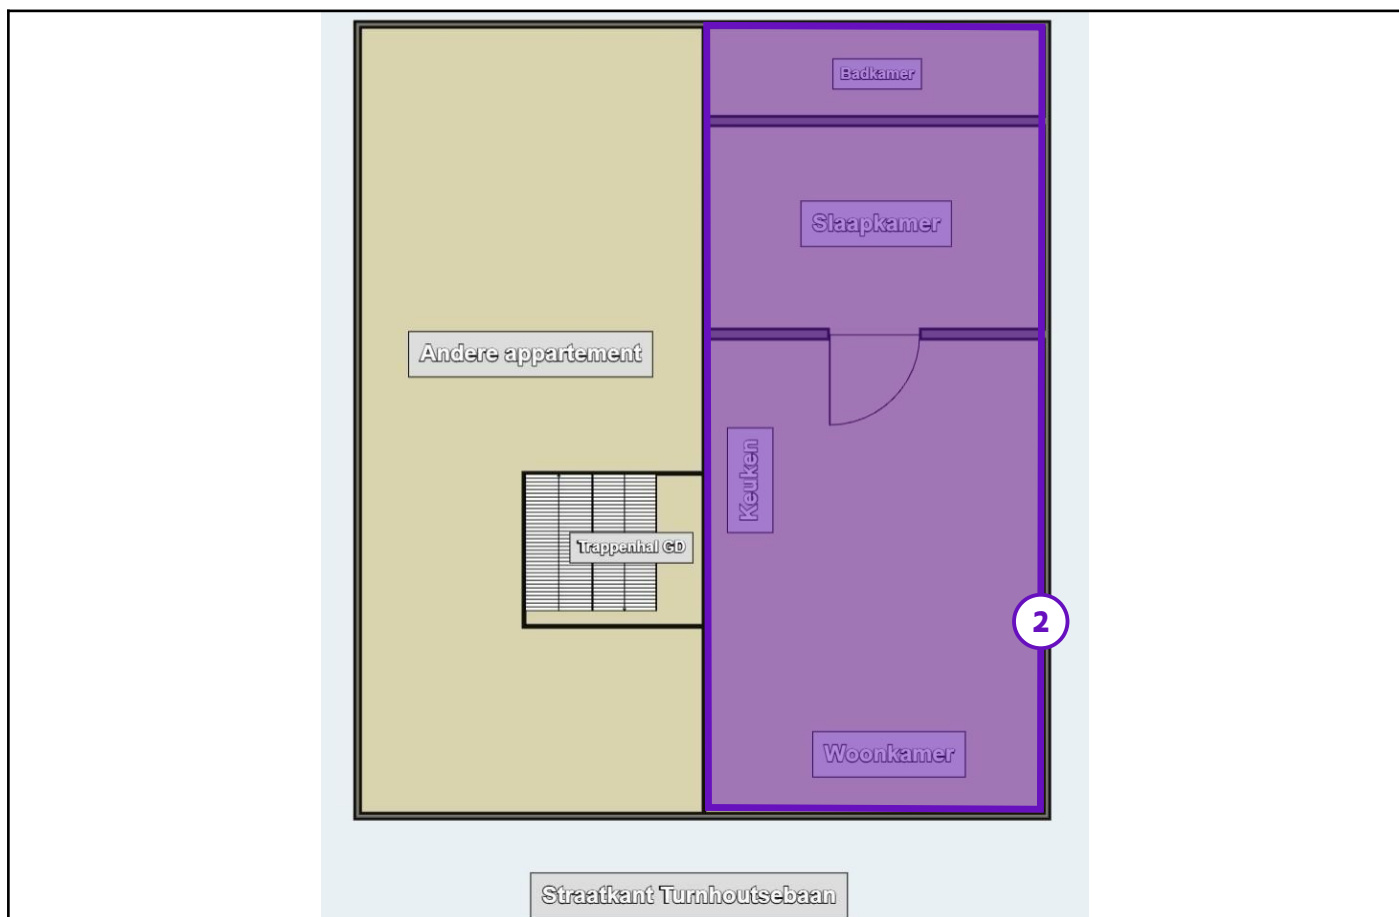 Badkamer
Slaapkamer
Andere appartement
Keuken
Trappenhal GD
2
Woonkamer
Straatkant Turnhoutsebaan